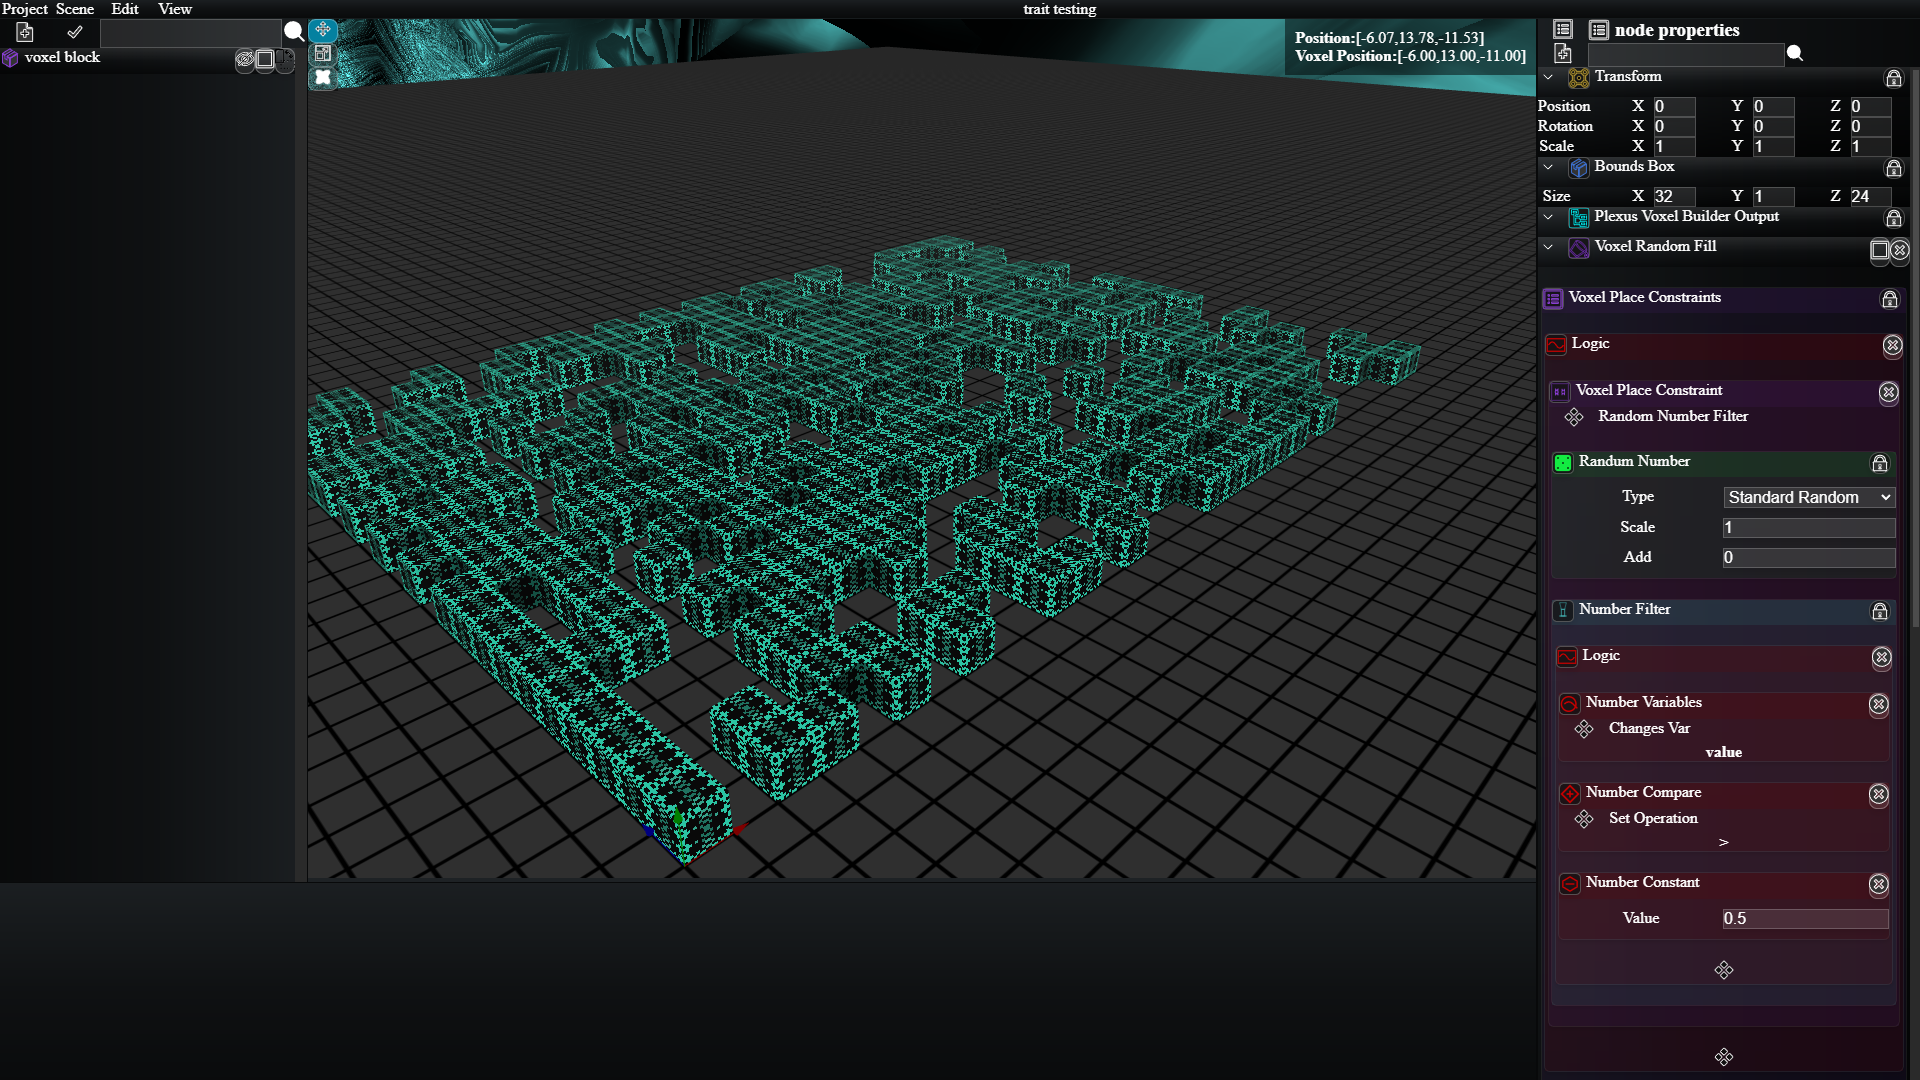 Project Scene Edit View
trait testing
voxel block
Position:[-6.07,13.78,-11.53]
Voxel Position:[-6.00,13.00,-11.00]
node properties
Transform
Position X 0 Y 0 Z 0
Rotation X 0 Y 0 Z 0
Scale X 1 Y 1 Z 1
Bounds Box
Size X 32 Y 1 Z 24
Plexus Voxel Builder Output
Voxel Random Fill
Voxel Place Constraints
Logic
Voxel Place Constraint
Random Number Filter
Randum Number
Type Standard Random
Scale 1
Add 0
Number Filter
Logic
Number Variables
Changes Var
value
Number Compare
Set Operation
>
Number Constant
Value 0.5